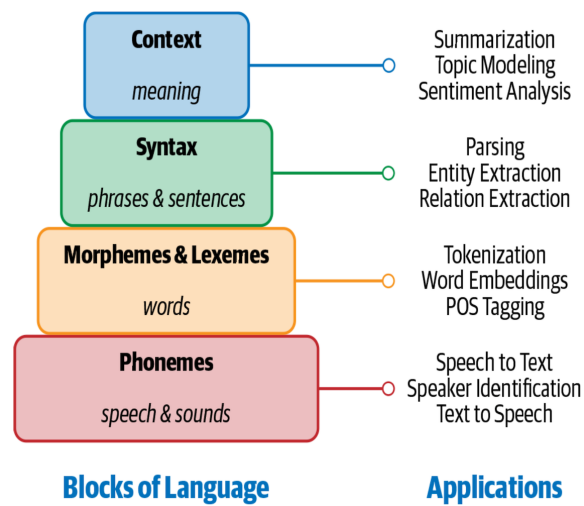 Context
meaning
Summarization
Topic Modeling
Sentiment Analysis
Syntax
phrases & sentences
Parsing
Entity Extraction
Relation Extraction
Morphemes & Lexemes
words
Tokenization
Word Embeddings
POS Tagging
Phonemes
speech & sounds
Speech to Text
Speaker Identification
Text to Speech
Blocks of Language
Applications